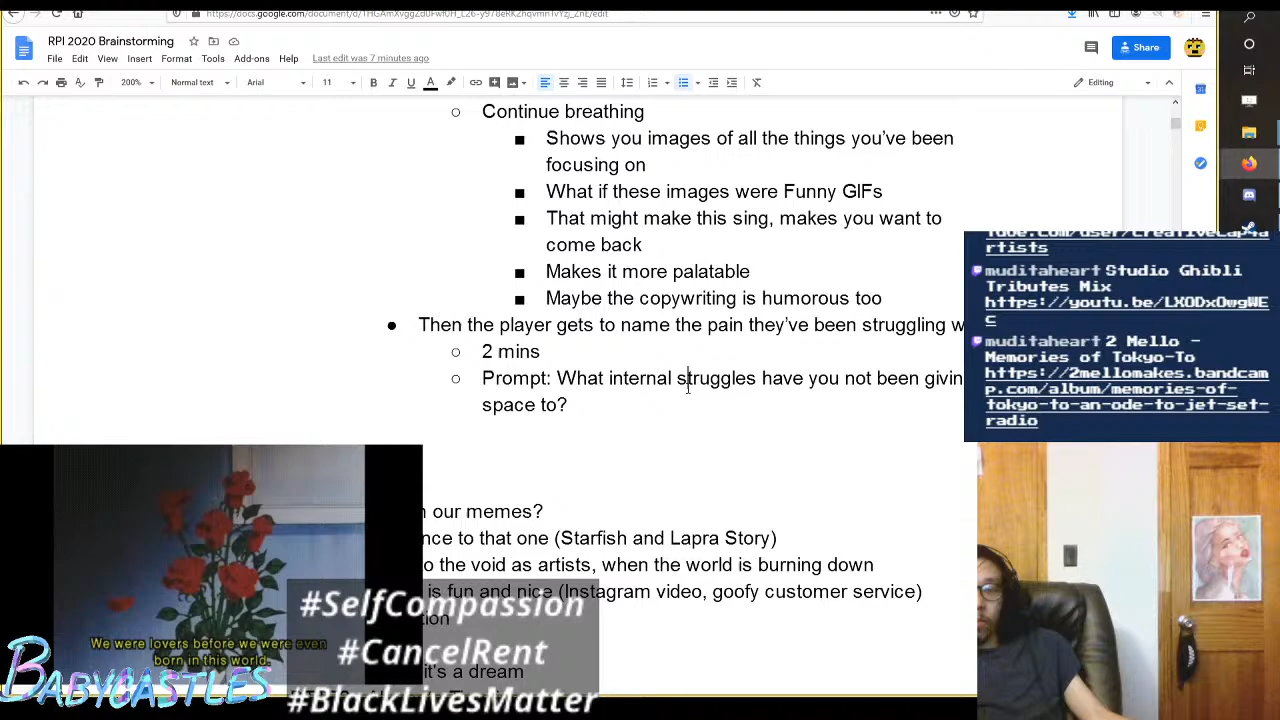 RPI 2020 Brainstorming
File Edit View Insert Format Tools Add-ons Help Last edit was 7 minutes ago
Share
200% Normal text Arial 11 B I U A Editing
○ Continue breathing
■ Shows you images of all the things you've been
focusing on
■ What if these images were Funny GIFs
■ That might make this sing, makes you want to
come back
■ Makes it more palatable
■ Maybe the copywriting is humorous too
● Then the player gets to name the pain they've been struggling w
○ 2 mins
○ Prompt: What internal struggles have you not been givin
space to?
n our memes?
nce to that one (Starfish and Lapra Story)
o the void as artists, when the world is burning down
is fun and nice (Instagram video, goofy customer service)
tion
it's a dream
rtists
muditaheart Studio Ghibli
Tributes Mix
https://youtu.be/LXODxOwgWE
c
muditaheart 2 Mello -
Memories of Tokyo-To
https://2mellomakes.bandcam
p.com/album/memories-of-
tokyo-to-an-ode-to-jet-set-
radio
We were lovers before we were even
born in this world.
BABYCASTLES
#SelfCompassion
#CancelRent
#BlackLivesMatter